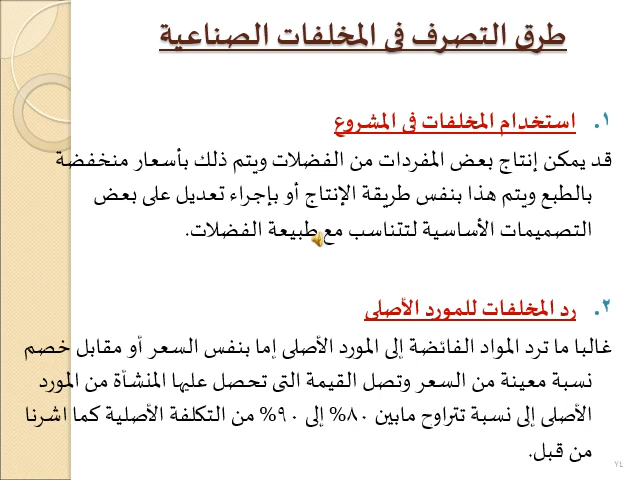 طرق التصرف فى المخلفات الصناعية
١. استخدام المخلفات فى المشروع
قد يمكن إنتاج بعض المفردات من الفضلات ويتم ذلك بأسعار منخفضة
بالطبع ويتم هذا بنفس طريقة الإنتاج أو بإجراء تعديل على بعض
التصميمات الأساسية لتتناسب مع طبيعة الفضلات.
٢. رد المخلفات للمورد الأصلى
غالبا ما ترد المواد الفائضة إلى المورد الأصلى إما بنفس السعر أو مقابل خصم
نسبة معينة من السعر وتصل القيمة التى تحصل عليها المنشأة من المورد
الأصلى إلى نسبة تتراوح مابين ٨٠% إلى ٩٠% من التكلفة الأصلية كما اشرنا
من قبل.
٧٤